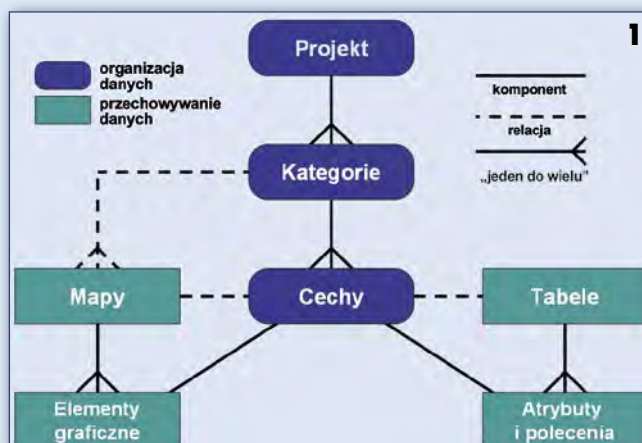 1
Projekt
organizacja
danych
przechowywanie
danych
komponent
relacja
„jeden do wielu”
Kategorie
Mapy
Cechy
Tabele
Elementy
graficzne
Atrybuty
i polecenia